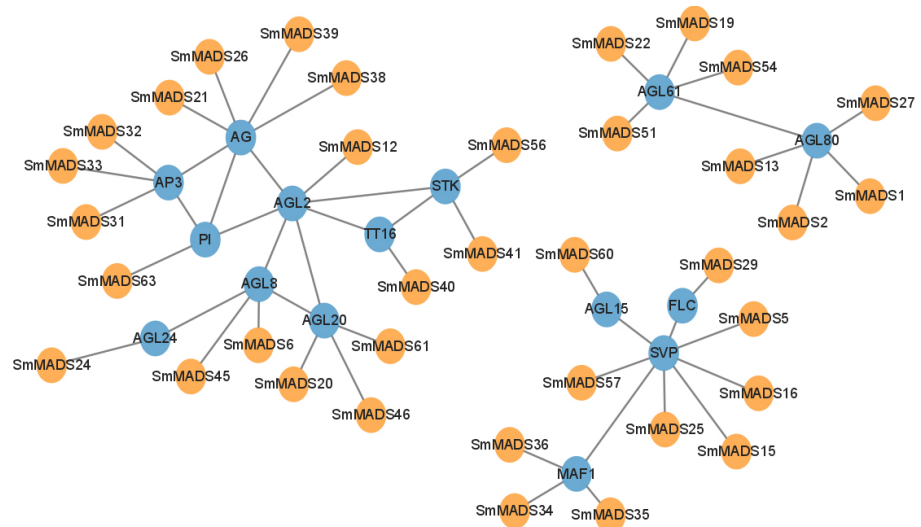 SmMADS19
SmMADS39
SmMADS22
SmMADS26
SmMADS54
SmMADS38
AGL61
SmMADS21
SmMADS27
SmMADS32
SmMADS51
AG
AGL80
SmMADS12
SmMADS56
SmMADS33
SmMADS13
AP3
STK
SmMADS1
AGL2
SmMADS31
SmMADS2
TT16
PI
SmMADS41
SmMADS60
SmMADS29
SmMADS63
AGL8
SmMADS40
FLC
AGL15
SmMADS5
AGL20
AGL24
SmMADS6
SmMADS61
SVP
SmMADS24
SmMADS45
SmMADS57
SmMADS20
SmMADS16
SmMADS46
SmMADS25
SmMADS36
SmMADS15
MAF1
SmMADS34
SmMADS35